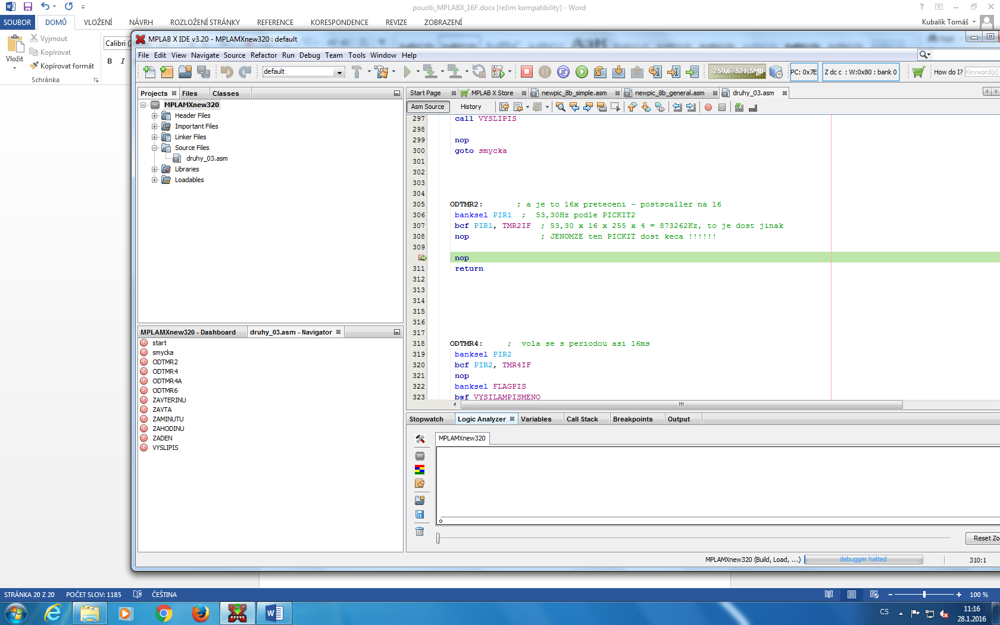 pouziti_MPLABX_16F.docx [režim kompatibility] - Word
SOUBOR DOMŮ VLOŽENÍ NÁVRH ROZLOŽENÍ STRÁNKY REFERENCE KORESPONDENCE REVIZE ZOBRAZENÍ Kubalík Tomáš
Vložit
Vyjmout
Kopírovat
Kopírovat formát
Schránka
Calibri (
B I
MPLAB X IDE v3.20 - MPLAMXnew320 : default
File Edit View Navigate Source Refactor Run Debug Team Tools Window Help
default 259,6/521,5MB PC: 0x7E Z dc c : W:0x80 : bank 0 How do I? Keyword(s)
Projects Files Classes
MPLAMXnew320
Header Files
Important Files
Linker Files
Source Files
druhy_03.asm
Libraries
Loadables
Start Page MPLAB X Store newpic_8b_simple.asm newpic_8b_general.asm druhy_03.asm
Asm Source History
297 call VYSLIPIS
298
299 nop
300 goto smycka
301
302
303
304
305 ODTMR2: ; a je to 16x preteceni - postscaller na 16
306 banksel PIR1 ; 53,30Hz podle PICKIT2
307 bcf PIR1, TMR2IF ; 53,30 x 16 x 255 x 4 = 873262Kz, to je dost jinak
308 nop ; JENOMZE ten PICKIT dost keca !!!!!!
309
nop
311 return
312
313
314
315
316
317
318 ODTMR4: ; vola se s periodou asi 16ms
319 banksel PIR2
320 bcf PIR2, TMR4IF
321 nop
322 banksel FLAGPIS
323 bsf VYSILAMPISMENO
MPLAMXnew320 - Dashboard druhy_03.asm - Navigator
start
smycka
ODTMR2
ODTMR4
ODTMR4A
ODTMR6
ZAVTERINU
ZAVTA
ZAMINUTU
ZAHODINU
ZADEN
VYSLIPIS
Stopwatch Logic Analyzer Variables Call Stack Breakpoints Output
MPLAMXnew320
0
Reset Zo
MPLAMXnew320 (Build, Load, ...) debugger halted 310:1
STRÁNKA 20 Z 20 POČET SLOV: 1185 ČEŠTINA 100 %
CS 11:16
28.1.2016